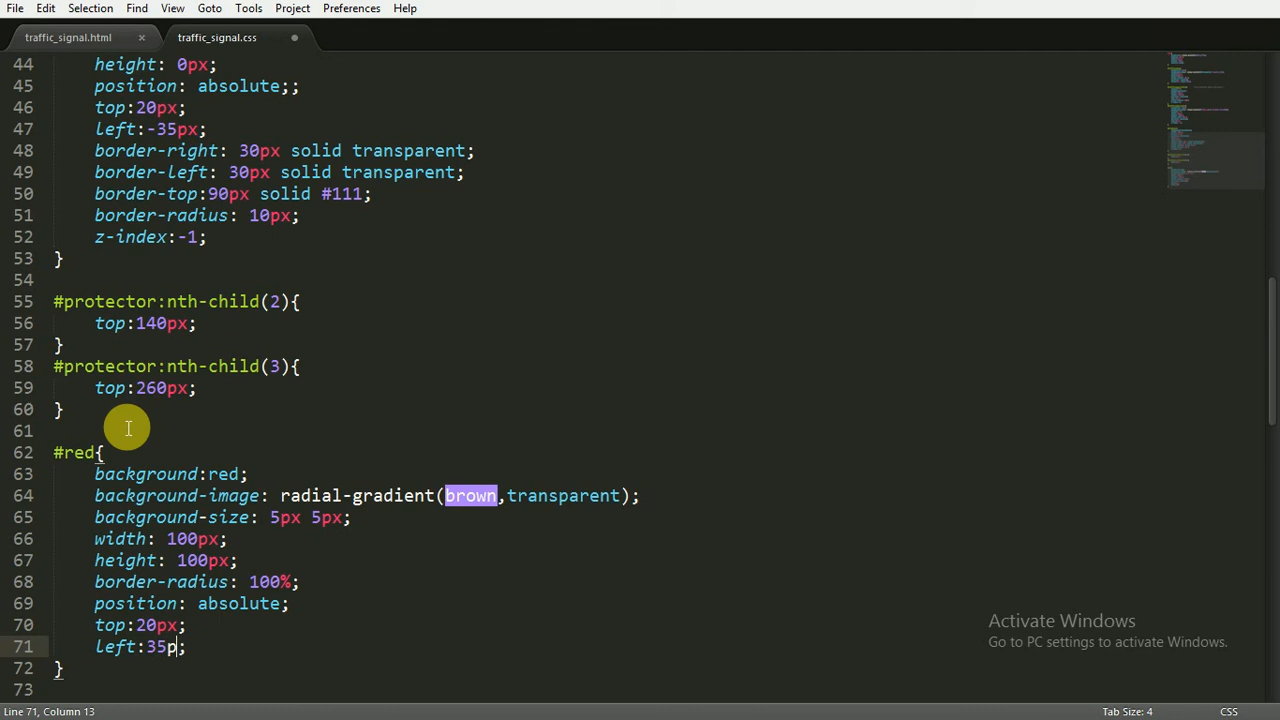 File Edit Selection Find View Goto Tools Project Preferences Help
traffic_signal.html × traffic_signal.css
44 height: 0px;
45 position: absolute;;
46 top:20px;
47 left:-35px;
48 border-right: 30px solid transparent;
49 border-left: 30px solid transparent;
50 border-top:90px solid #111;
51 border-radius: 10px;
52 z-index:-1;
53 }
54
55 #protector:nth-child(2){
56 top:140px;
57 }
58 #protector:nth-child(3){
59 top:260px;
60 }
61
62 #red{
63 background:red;
64 background-image: radial-gradient(brown,transparent);
65 background-size: 5px 5px;
66 width: 100px;
67 height: 100px;
68 border-radius: 100%;
69 position: absolute;
70 top:20px;
71 left:35p;
72 }
73
Activate Windows
Go to PC settings to activate Windows.
Line 71, Column 13 Tab Size: 4 CSS